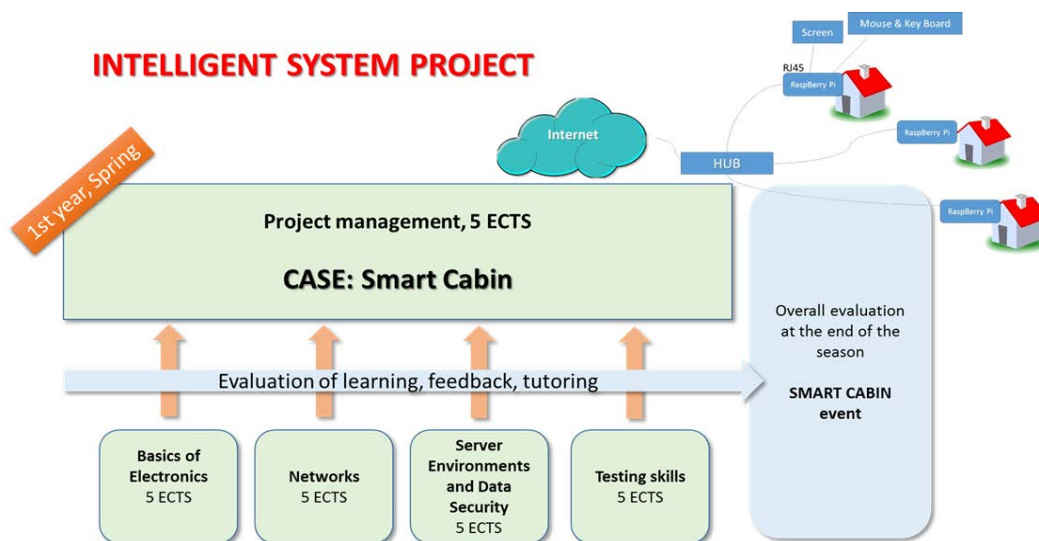 INTELLIGENT SYSTEM PROJECT
Screen
Mouse & Key Board
RJ45
RaspBerry Pi
Internet
HUB
RaspBerry Pi
RaspBerry Pi
1st year, Spring
Project management, 5 ECTS
CASE: Smart Cabin
Overall evaluation
at the end of the
season
SMART CABIN
event
Evaluation of learning, feedback, tutoring
Basics of
Electronics
5 ECTS
Networks
5 ECTS
Server
Environments
and Data
Security
5 ECTS
Testing skills
5 ECTS